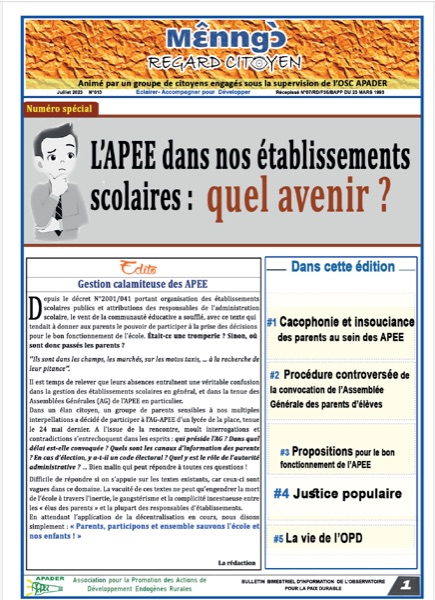 Mênngɔ̀
REGARD CITOYEN
Animé par un groupe de citoyens engagés sous la supervision de l'OSC APADER
Juillet 2023 N°013 Eclairer- Accompagner pour Développer Récépissé N°97/RD/F35/BAPP DU 23 MARS 1993
Numéro spécial
L'APEE dans nos établissements
scolaires : quel avenir ?
Edito
Gestion calamiteuse des APEE
Depuis le décret N°2001/041 portant organisation des établissements
scolaires publics et attributions des responsables de l'administration
scolaire, le vent de la communauté éducative a soufflé, avec ce texte qui
tendait à donner aux parents le pouvoir de participer à la prise des décisions
pour le bon fonctionnement de l'école. Était-ce une tromperie ? Sinon, où
sont donc passés les parents ?
"Ils sont dans les champs, les marchés, sur les motos taxis, ... à la recherche de
leur pitance".
Il est temps de relever que leurs absences entraînent une véritable confusion
dans la gestion des établissements scolaires en général, et dans la tenue des
Assemblées Générales (AG) de l'APEE en particulier.
Dans un élan citoyen, un groupe de parents sensibles à nos multiples
interpellations a décidé de participer à l'AG-APEE d'un lycée de la place, tenue
le 24 mai dernier. A l'issue de la rencontre, moult interrogations et
contradictions s'entrechoquent dans les esprits : qui préside l'AG ? Dans quel
délai est-elle convoquée ? Quels sont les canaux d'information des parents
? En cas d'élection, y a-t-il un code électoral ? Quel est le rôle de l'autorité
administrative ? ... Bien malin qui peut répondre à toutes ces questions !
Difficile de répondre si on s'appuie sur les textes existants, car ceux-ci sont
vagues dans ce domaine. La vacuité de ces textes ne peut qu'engendrer la mort
de l'école à travers l'inertie, le gangstérisme et la complicité incestueuse entre
les « élus des parents » et la plupart des responsables d'établissements.
En attendant l'application de la décentralisation en cours, nous disons
simplement : « Parents, participons et ensemble sauvons l'école et
nos enfants ! »
La rédaction
Dans cette édition
#1 Cacophonie et insouciance
des parents au sein des APEE
#2 Procédure controversée de
la convocation de l'Assemblée
Générale des parents d'élèves
#3 Propositions pour le bon
fonctionnement de l'APEE
#4 Justice populaire
#5 La vie de l'OPD
APADER
Association pour la Promotion des Actions de
Développement Endogènes Rurales
BULLETIN BIMESTRIEL D'INFORMATION DE L'OBSERVATOIRE
POUR LA PAIX DURABLE
1